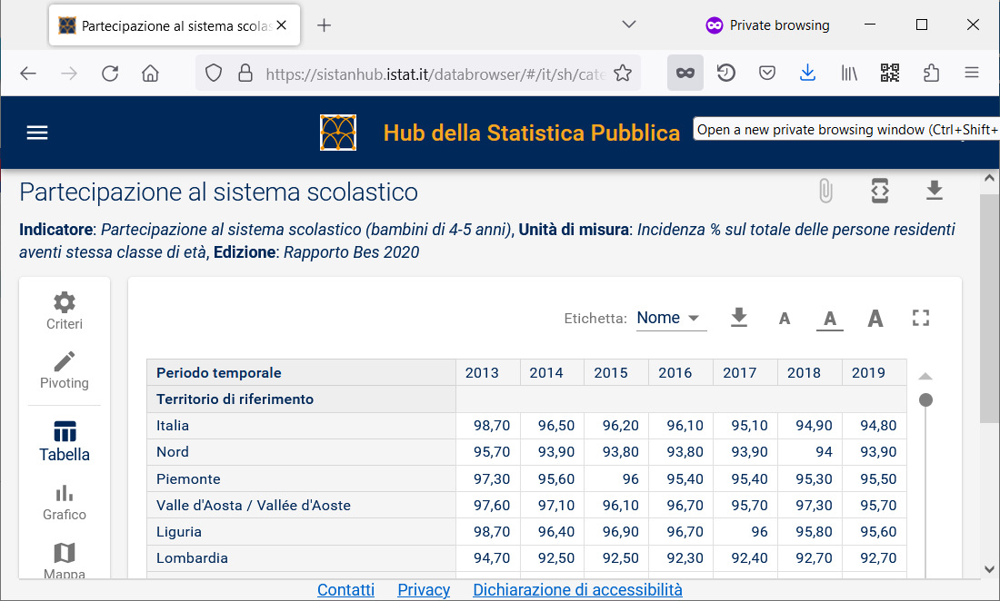 Partecipazione al sistema scolas
Private browsing
https://sistanhub.istat.it/databrowser/#/it/sh/cate
Hub della Statistica Pubblica
Open a new private browsing window (Ctrl+Shift+
Partecipazione al sistema scolastico
Indicatore: Partecipazione al sistema scolastico (bambini di 4-5 anni), Unità di misura: Incidenza % sul totale delle persone residenti
aventi stessa classe di età, Edizione: Rapporto Bes 2020
Criteri
Pivoting
Tabella
Grafico
Mappa
Etichetta: Nome
A A A
Periodo temporale 2013 2014 2015 2016 2017 2018 2019
Territorio di riferimento
Italia 98,70 96,50 96,20 96,10 95,10 94,90 94,80
Nord 95,70 93,90 93,80 93,80 93,90 94 93,90
Piemonte 97,30 95,60 96 95,40 95,40 95,30 95,50
Valle d'Aosta / Vallée d'Aoste 97,60 97,10 96,10 96,70 95,70 97,30 95,70
Liguria 98,70 96,40 96,90 96,70 96 95,80 95,60
Lombardia 94,70 92,50 92,50 92,30 92,40 92,70 92,70
Contatti Privacy Dichiarazione di accessibilità